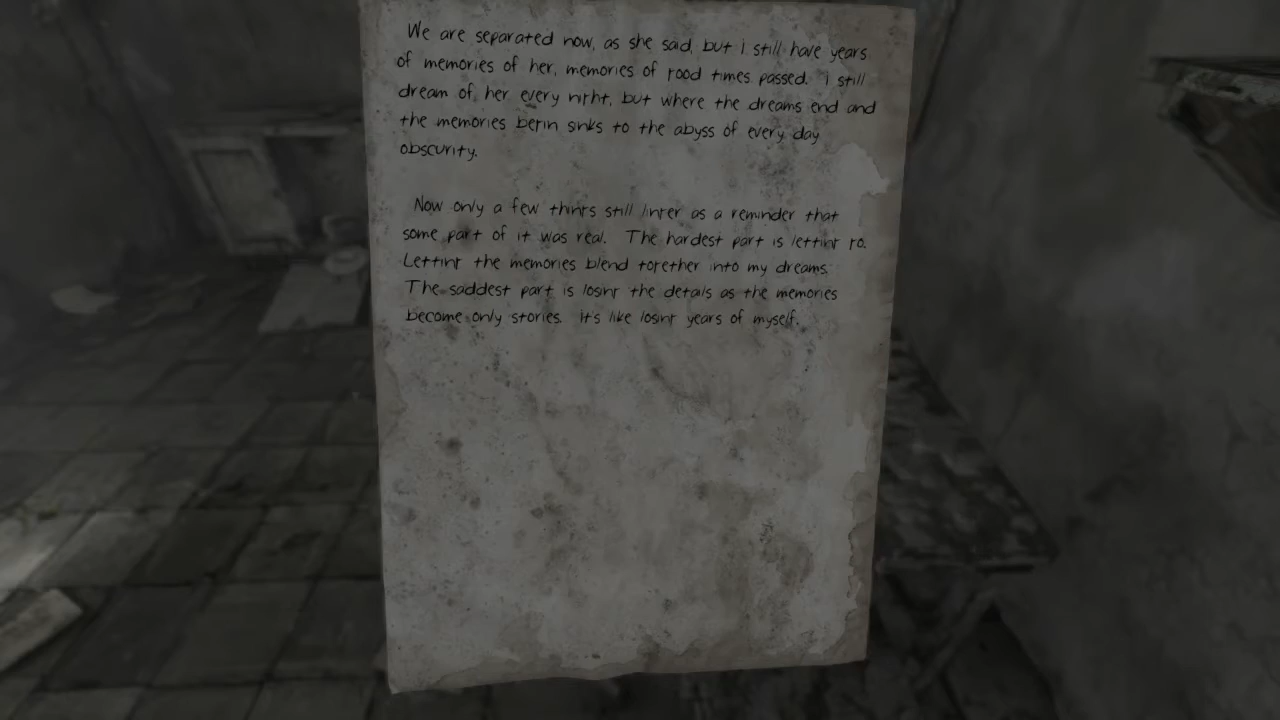 We are separated now, as she said, but i still have years
of memories of her, memories of rood times passed. i still
dream of her every nirht, but where the dreams end and
the memories berin sinks to the abyss of every day
obscurity.
Now only a few thinrs still linrer as a reminder that
some part of it was real. The hardest part is lettinr ro.
Lettinr the memories blend torether into my dreams.
The saddest part is losinr the details as the memories
become only stories. it's like losinr years of myself.